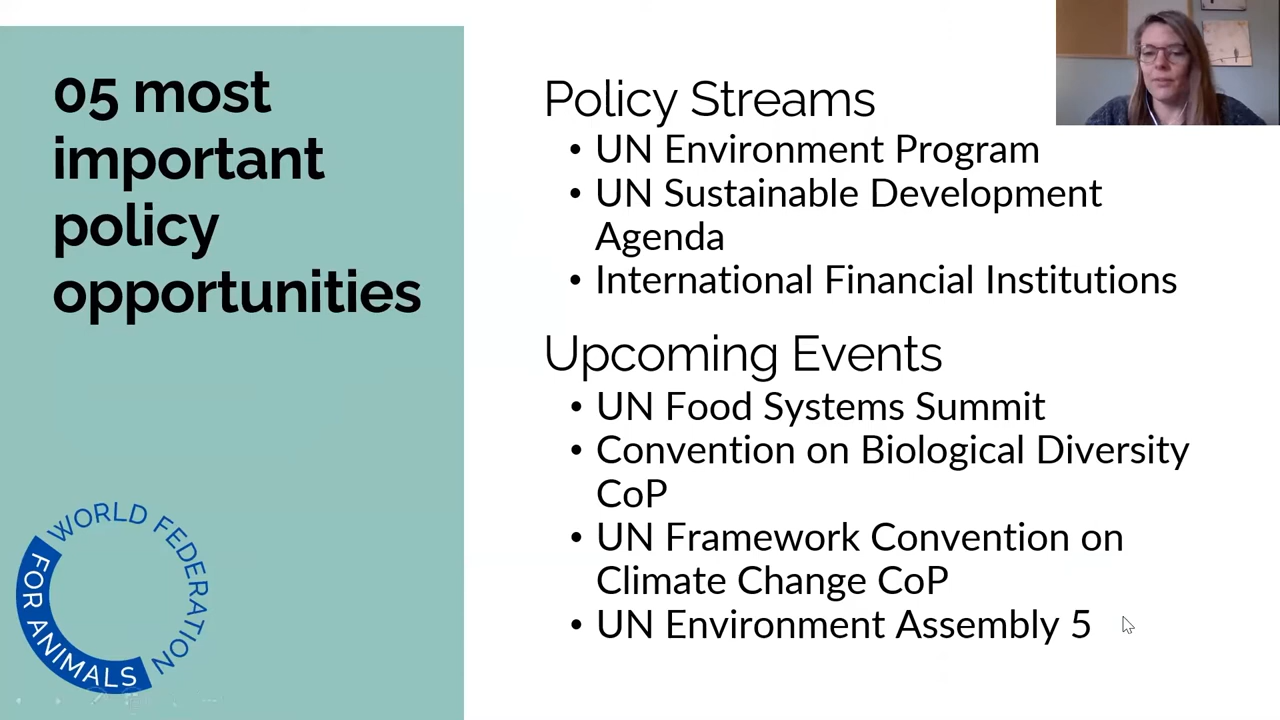 05 most
important
policy
opportunities
WORLD FEDERATION
FOR ANIMALS
Policy Streams
• UN Environment Program
• UN Sustainable Development
Agenda
• International Financial Institutions
Upcoming Events
• UN Food Systems Summit
• Convention on Biological Diversity
CoP
• UN Framework Convention on
Climate Change CoP
• UN Environment Assembly 5